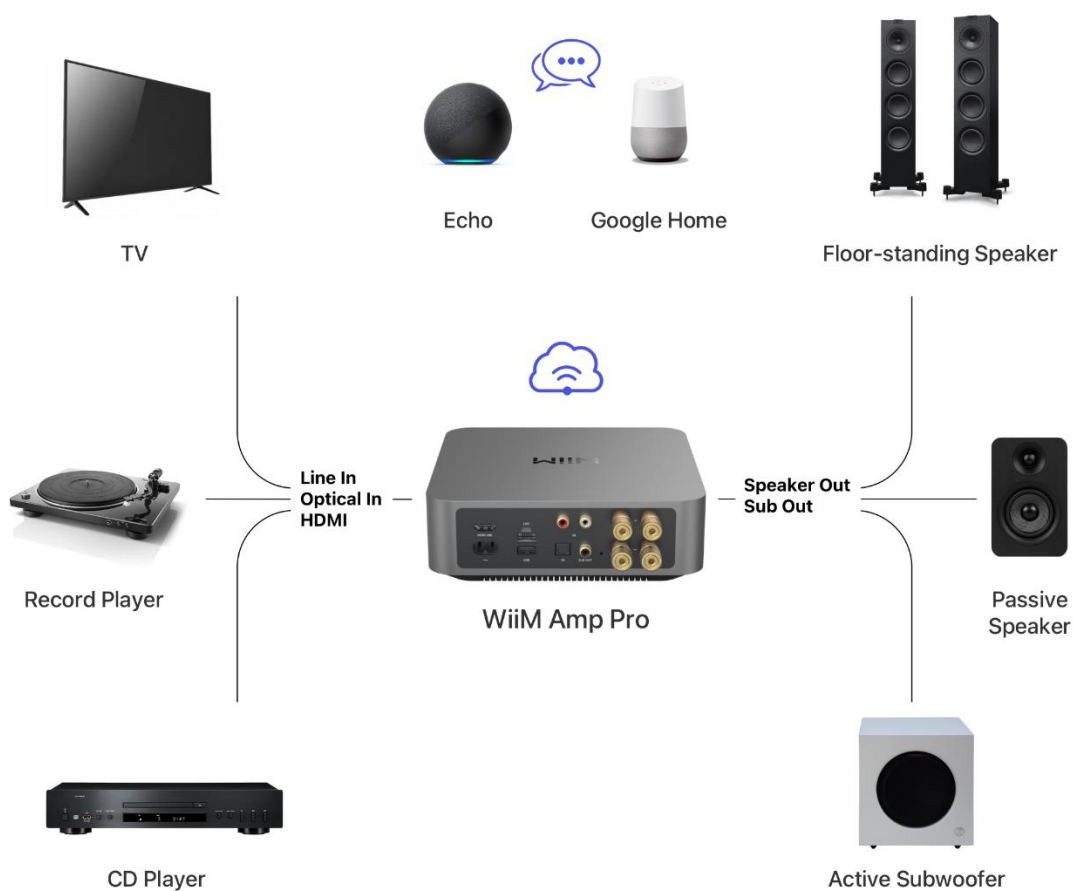 TV
Echo
Google Home
Floor-standing Speaker
Line In
Optical In
HDMI
Speaker Out
Sub Out
WiiM
WiiM Amp Pro
Record Player
Passive
Speaker
CD Player
Active Subwoofer